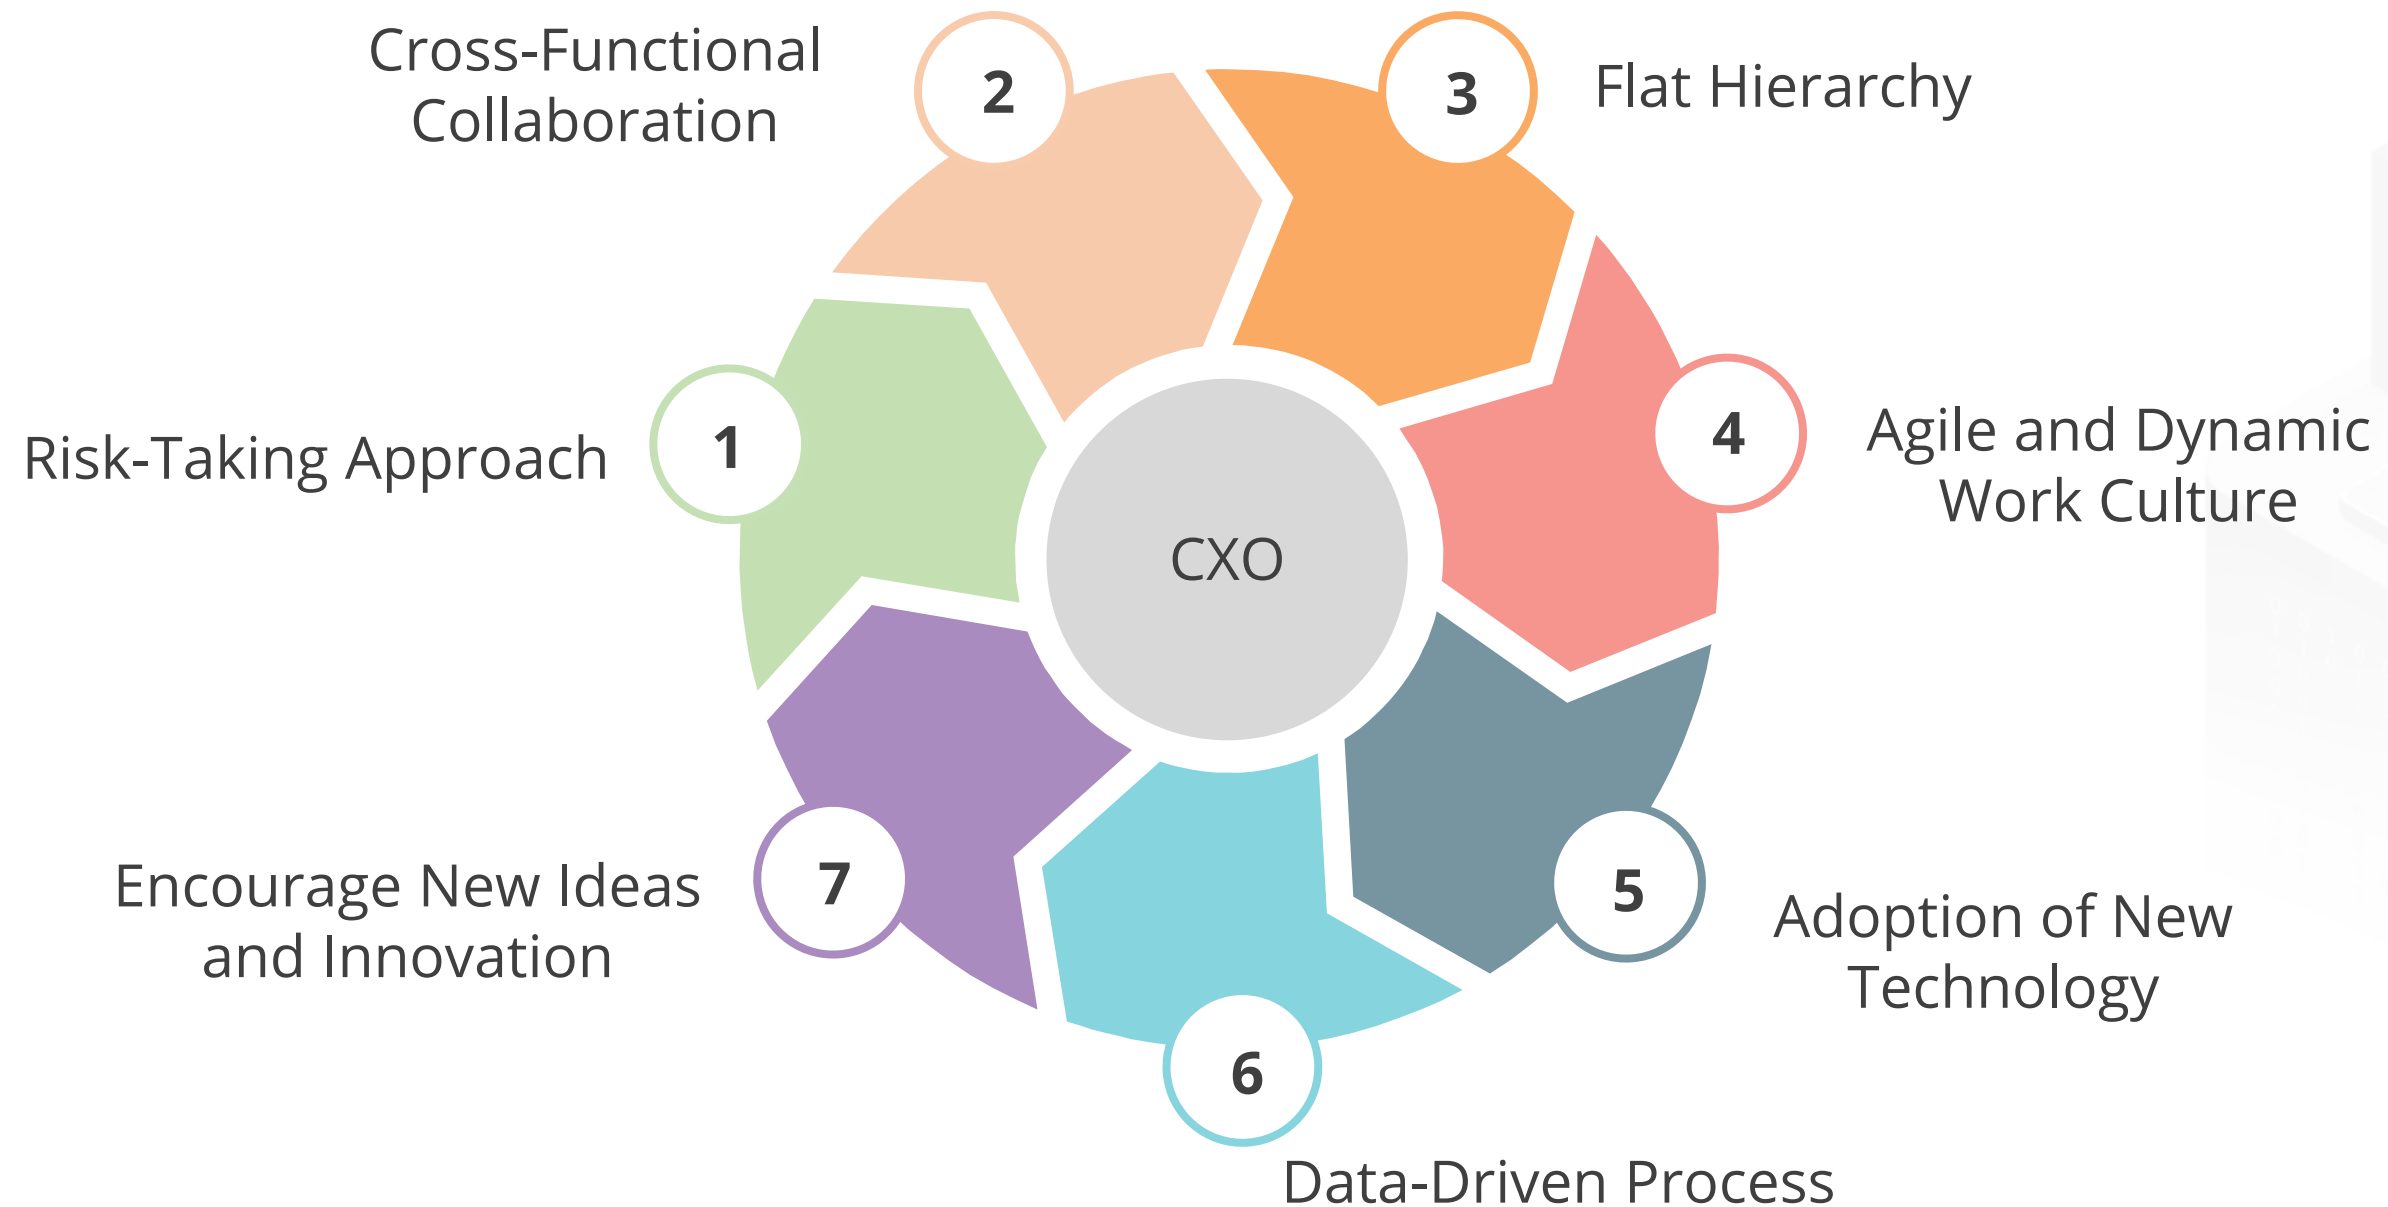 Cross-Functional
Collaboration
2
3
Flat Hierarchy
1
Risk-Taking Approach
4
Agile and Dynamic
Work Culture
CXO
7
Encourage New Ideas
and Innovation
5
Adoption of New
Technology
6
Data-Driven Process